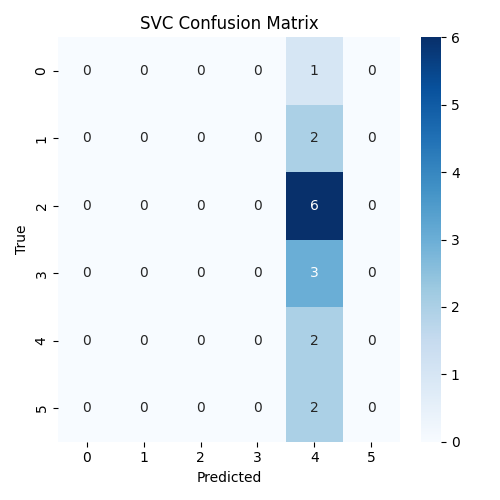 SVC Confusion Matrix
6
0 0 0 0 0 1 0
5
1 0 0 0 0 2 0
4
2 0 0 0 0 6 0
True
3
3 0 0 0 0 3 0
2
4 0 0 0 0 2 0
1
5 0 0 0 0 2 0
0
0 1 2 3 4 5
Predicted